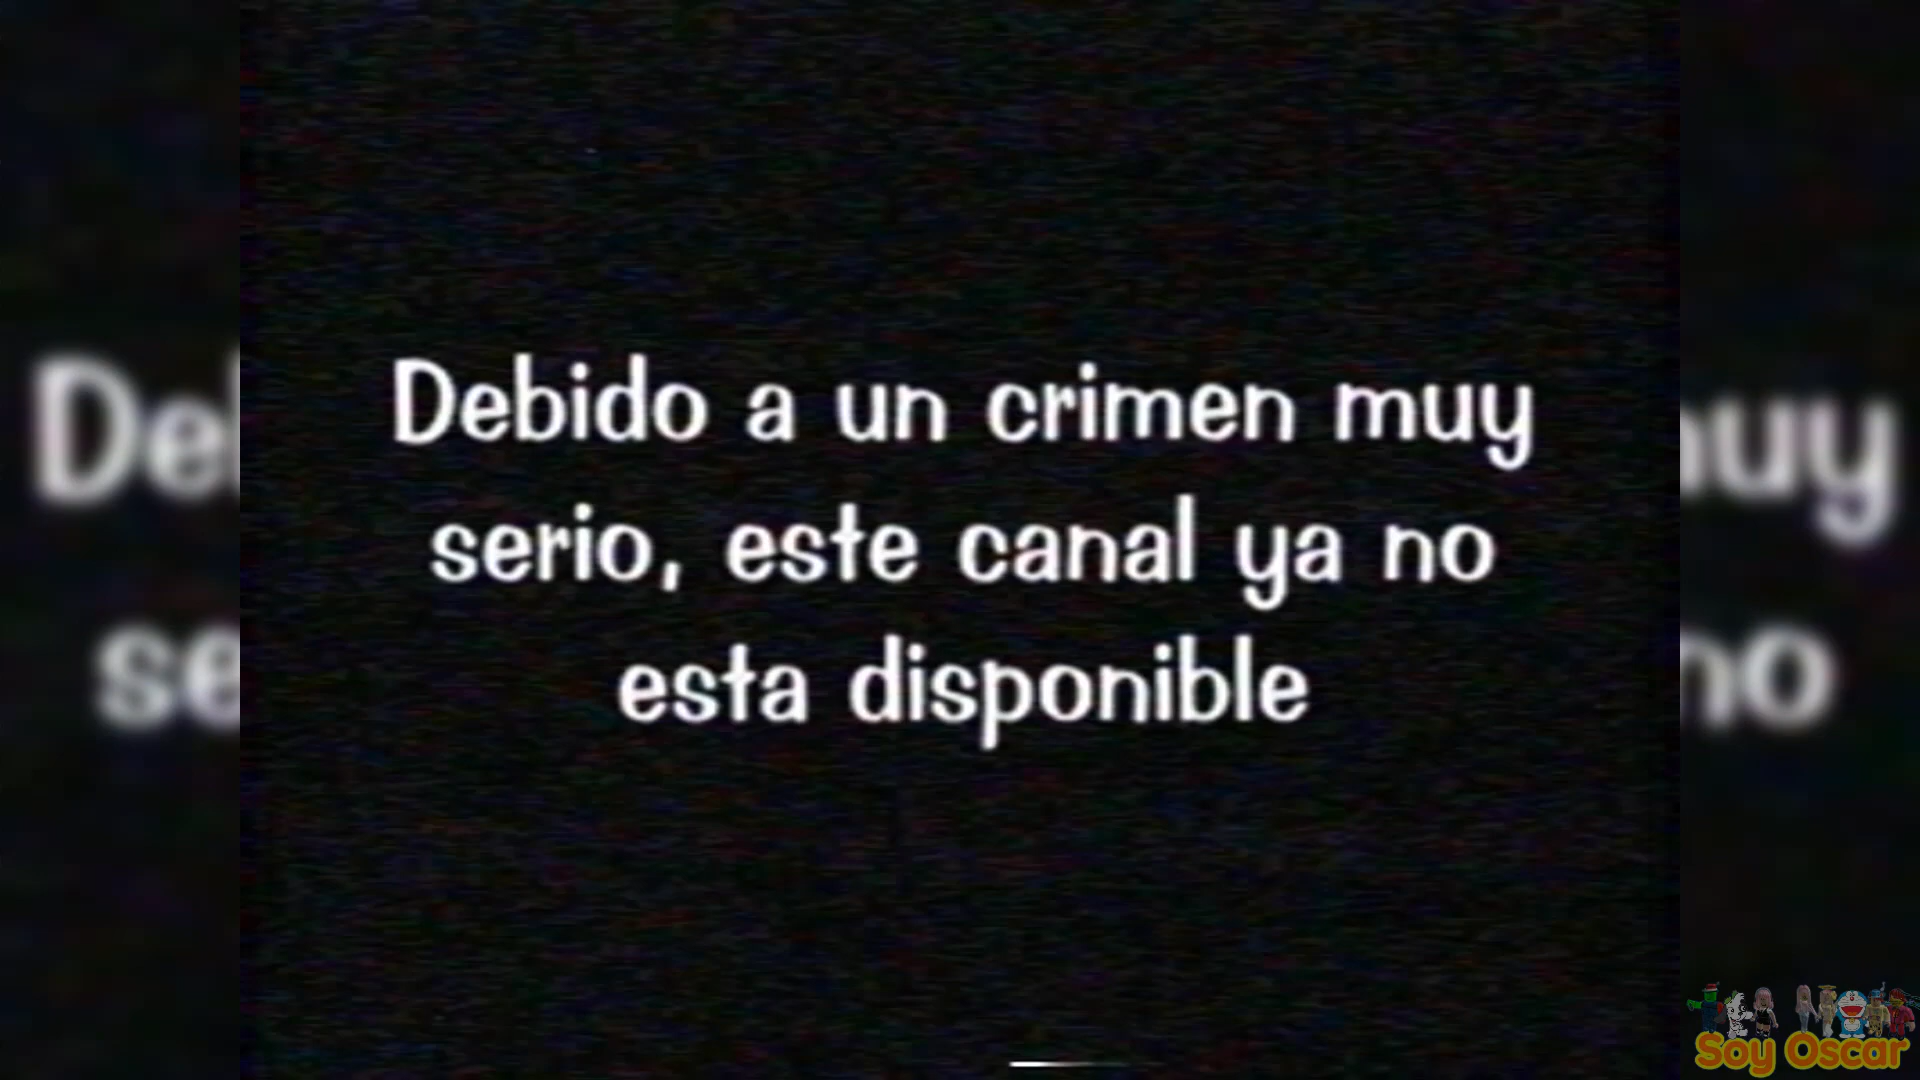 Debido a un crimen muy
serio, este canal ya no
esta disponible
Soy Oscar